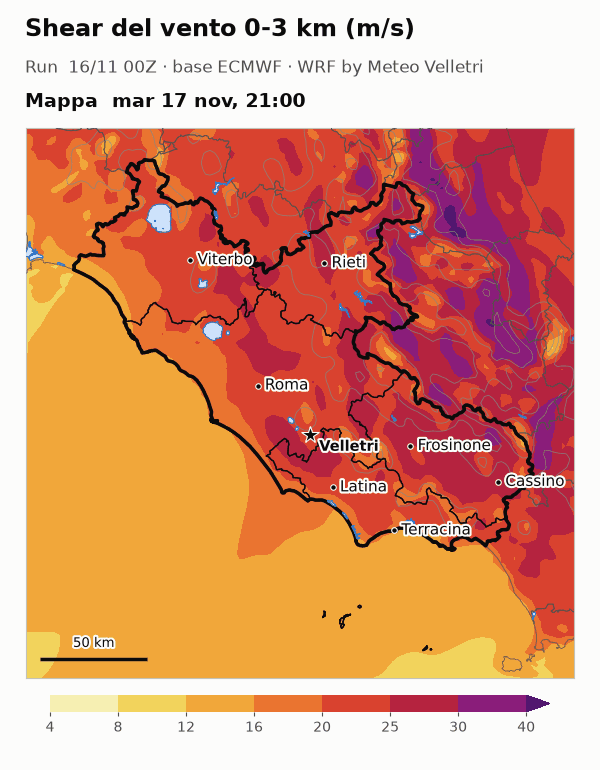 Shear del vento 0-3 km (m/s)
Run  16/11 00Z · base ECMWF · WRF by Meteo Velletri
Mappa  mar 17 nov, 21:00
Viterbo
Rieti
Roma
Velletri
Frosinone
Latina
Cassino
Terracina
50 km
4 8 12 16 20 25 30 40